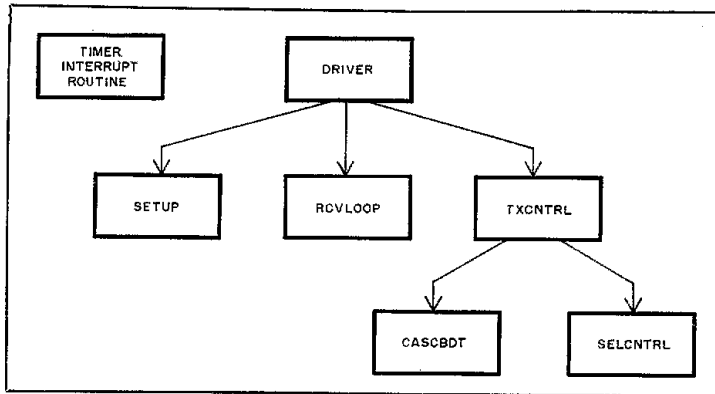 TIMER
INTERRUPT
ROUTINE
DRIVER
SETUP
RCVLOOP
TXCNTRL
CASCBDT
SELCNTRL